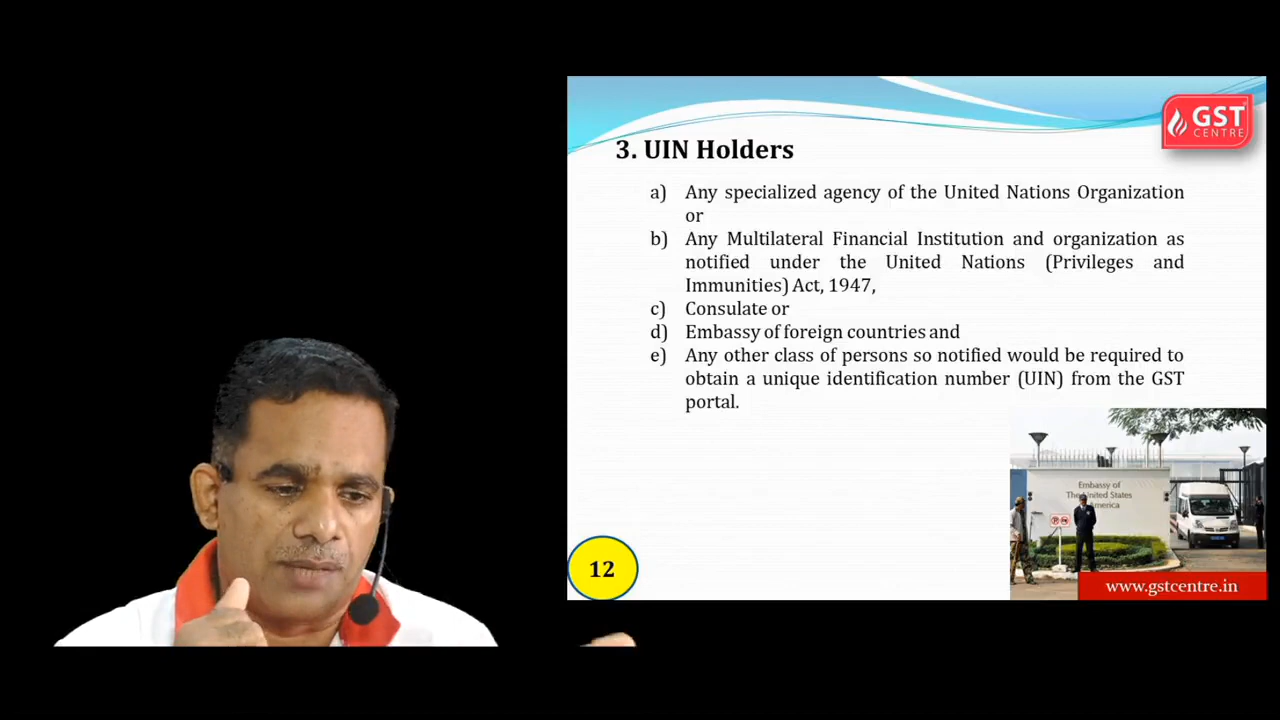 GST
CENTRE
3. UIN Holders
a) Any specialized agency of the United Nations Organization
or
b) Any Multilateral Financial Institution and organization as
notified under the United Nations (Privileges and
Immunities) Act, 1947,
c) Consulate or
d) Embassy of foreign countries and
e) Any other class of persons so notified would be required to
obtain a unique identification number (UIN) from the GST
portal.
Embassy of
The United States
America
12
www.gstcentre.in